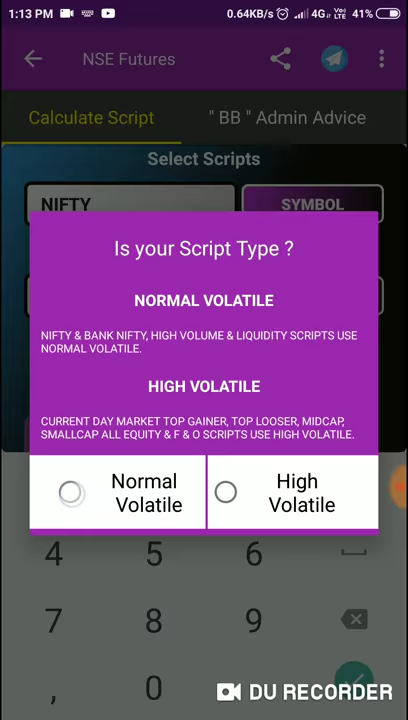 1:13 PM
0.64KB/s 4G Vo) LTE 41%
NSE Futures
Calculate Script
" BB " Admin Advice
Select Scripts
NIFTY
SYMBOL
Is your Script Type ?
NORMAL VOLATILE
NIFTY & BANK NIFTY, HIGH VOLUME & LIQUIDITY SCRIPTS USE
NORMAL VOLATILE.
HIGH VOLATILE
CURRENT DAY MARKET TOP GAINER, TOP LOOSER, MIDCAP,
SMALLCAP ALL EQUITY & F & O SCRIPTS USE HIGH VOLATILE.
Normal
Volatile
High
Volatile
4 5 6
7 8 9
, 0
DU RECORDER